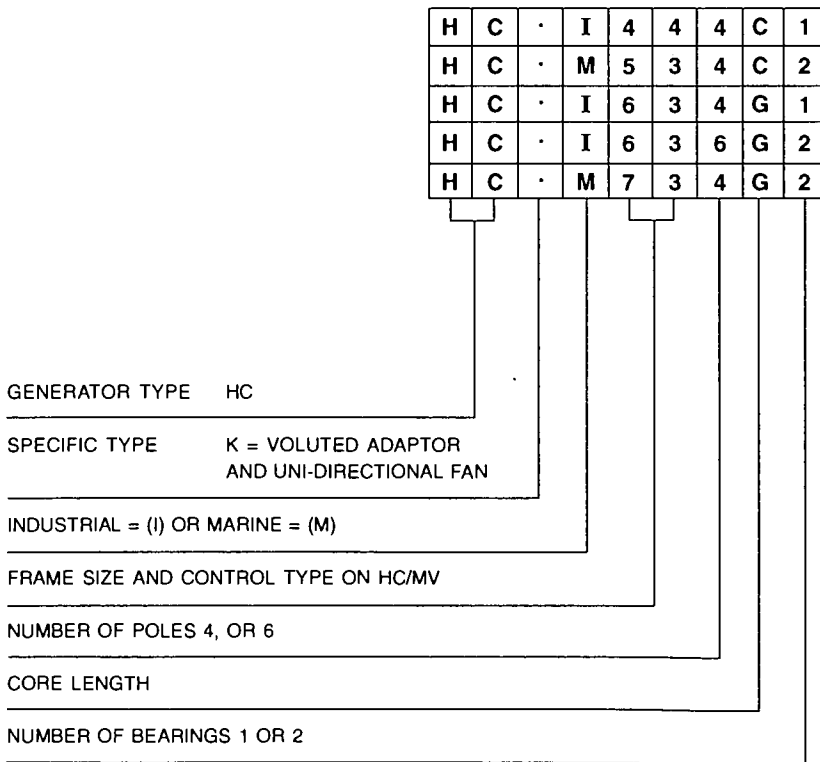 H C · I 4 4 4 C 1
H C · M 5 3 4 C 2
H C · I 6 3 4 G 1
H C · I 6 3 6 G 2
H C · M 7 3 4 G 2
GENERATOR TYPE HC
SPECIFIC TYPE K = VOLUTED ADAPTOR
AND UNI-DIRECTIONAL FAN
INDUSTRIAL = (I) OR MARINE = (M)
FRAME SIZE AND CONTROL TYPE ON HC/MV
NUMBER OF POLES 4, OR 6
CORE LENGTH
NUMBER OF BEARINGS 1 OR 2